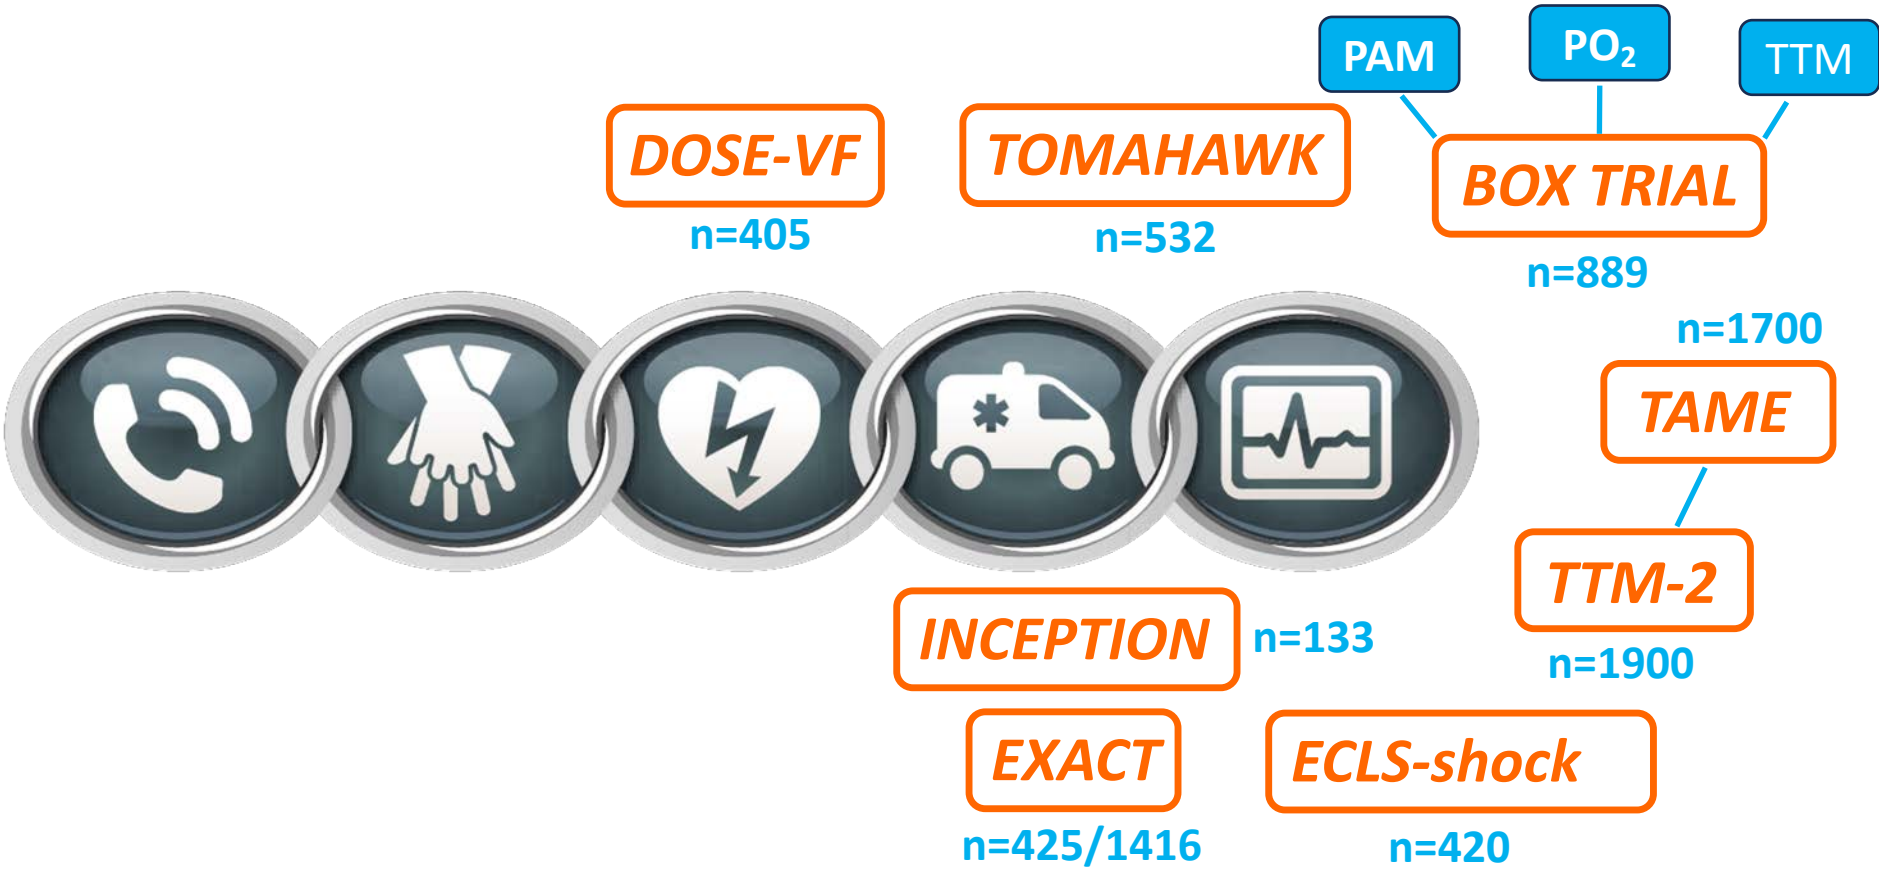 PAM
PO₂
TTM
DOSE-VF
n=405
TOMAHAWK
n=532
BOX TRIAL
n=889
n=1700
TAME
TTM-2
n=1900
INCEPTION
n=133
EXACT
n=425/1416
ECLS-shock
n=420